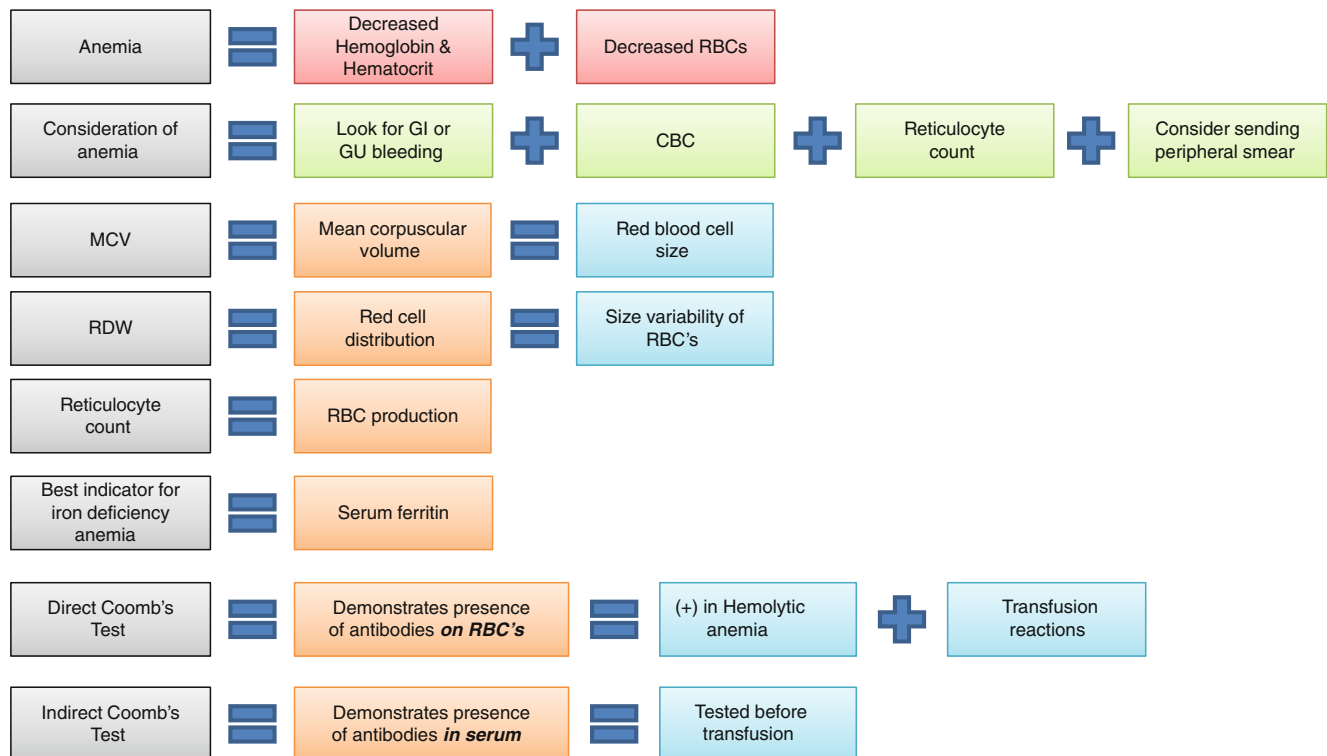 Anemia
Decreased
Hemoglobin &
Hematocrit
Decreased RBCs
Consideration of
anemia
Look for GI or
GU bleeding
CBC
Reticulocyte
count
Consider sending
peripheral smear
MCV
Mean corpuscular
volume
Red blood cell
size
RDW
Red cell
distribution
Size variability of
RBC's
Reticulocyte
count
RBC production
Best indicator for
iron deficiency
anemia
Serum ferritin
Direct Coomb's
Test
Demonstrates presence
of antibodies on RBC's
(+) in Hemolytic
anemia
Transfusion
reactions
Indirect Coomb's
Test
Demonstrates presence
of antibodies in serum
Tested before
transfusion